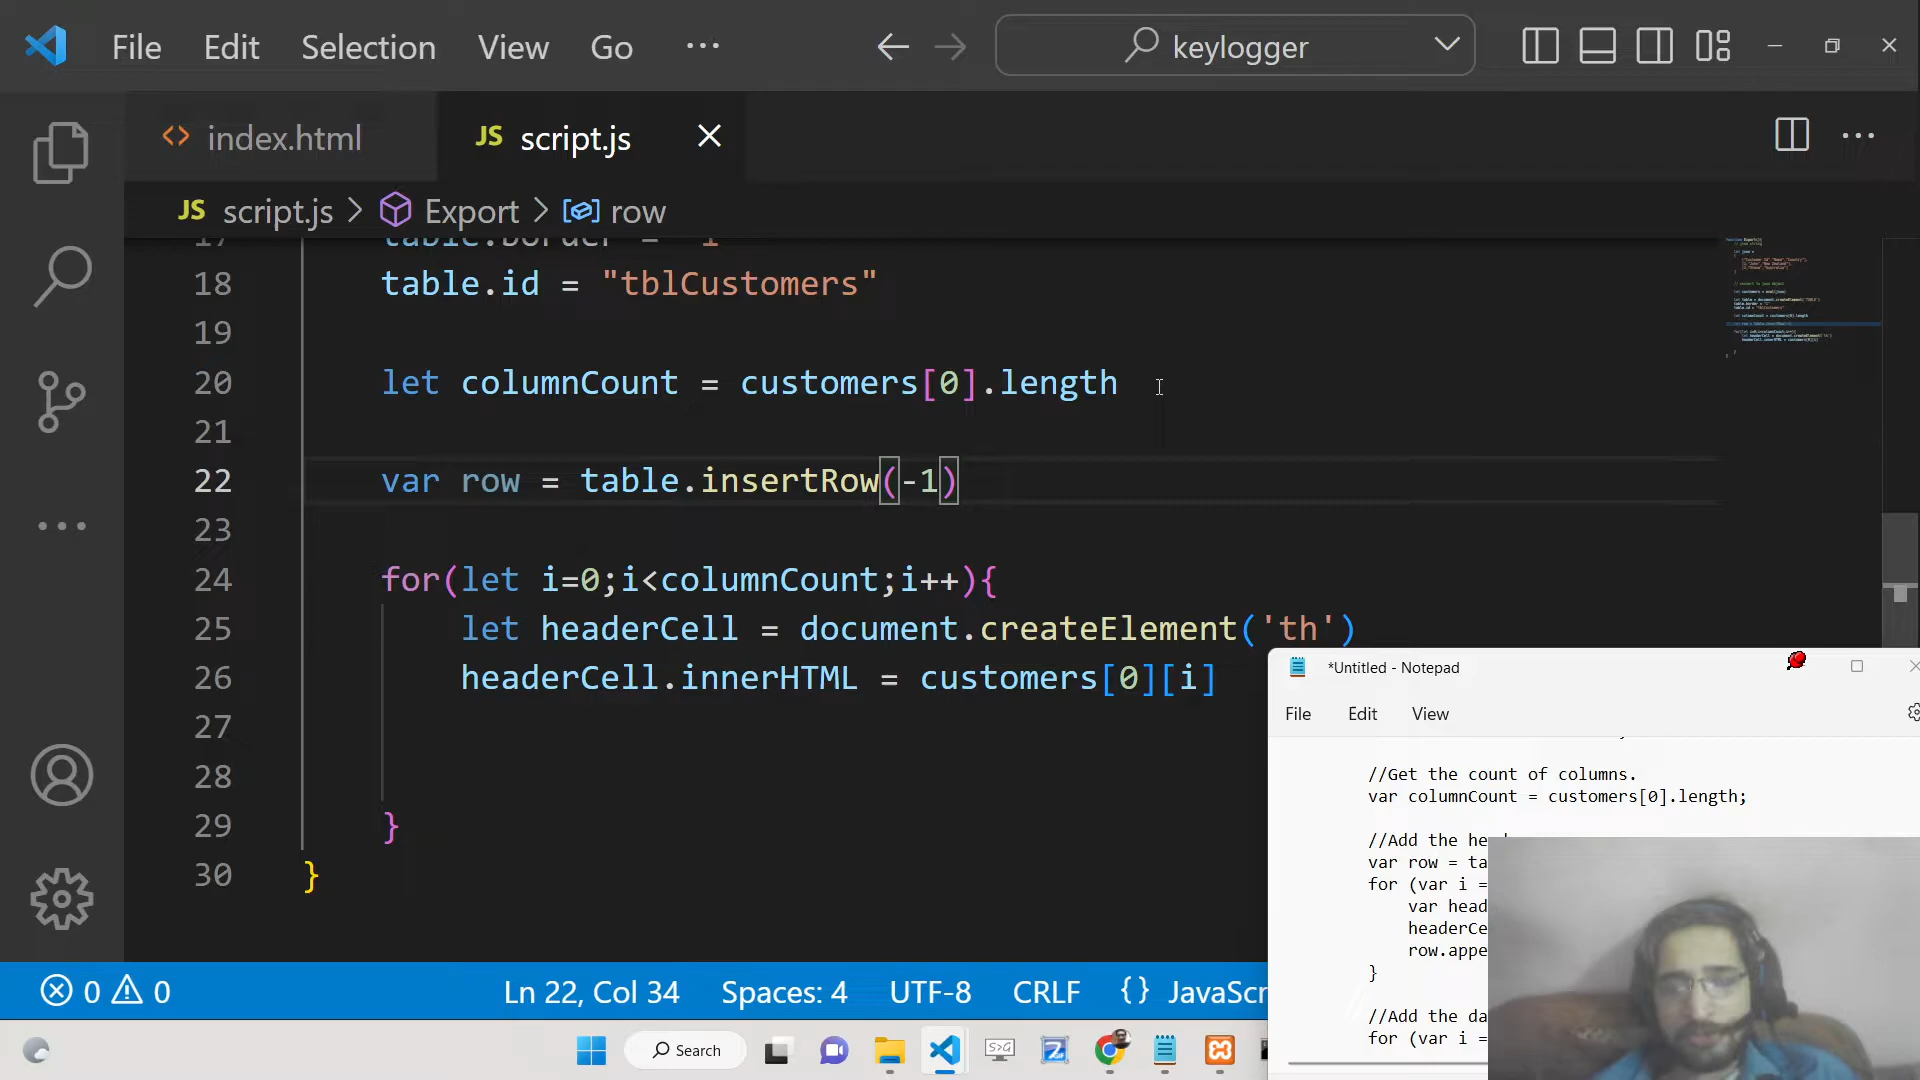 File Edit Selection View Go ···
keylogger
index.html
JS script.js
JS script.js > Export > row
17 table.border = "1"
18 table.id = "tblCustomers"
19
20 let columnCount = customers[0].length
21
22 var row = table.insertRow(-1)
23
24 for(let i=0;i<columnCount;i++){
25 let headerCell = document.createElement('th')
26 headerCell.innerHTML = customers[0][i]
27
28
29 }
30 }
*Untitled - Notepad
File Edit View
//Get the count of columns.
var columnCount = customers[0].length;
//Add the he
var row = ta
for (var i =
var head
headerCe
row.appe
}
//Add the da
for (var i =
0 0 Ln 22, Col 34 Spaces: 4 UTF-8 CRLF {} JavaScr
Search